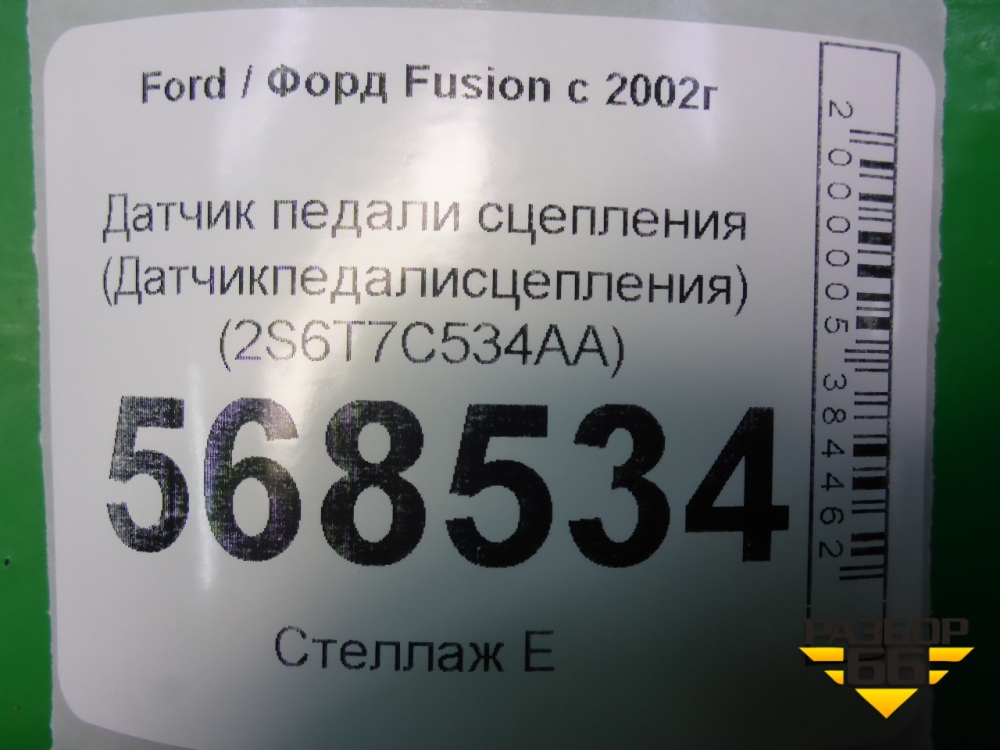 Ford / Форд Fusion с 2002г
Датчик педали сцепления
(Датчикпедалисцепления)
(2S6T7C534AA)
568534
Стеллаж Е
2000005384462
РАЗБОР
66